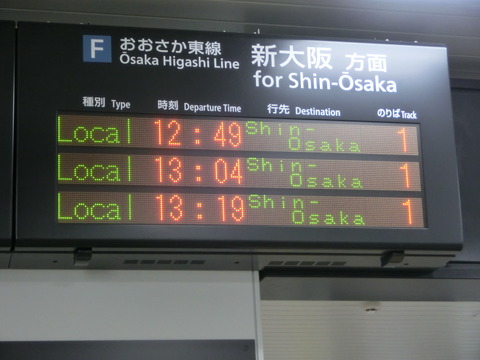 F おおさか東線 新大阪 方面
Ōsaka Higashi Line for Shin-Ōsaka
種別 Type 時刻 Departure Time 行先 Destination のりば Track
Local 12:49 Shin-Osaka 1
Local 13:04 Shin-Osaka 1
Local 13:19 Shin-Osaka 1